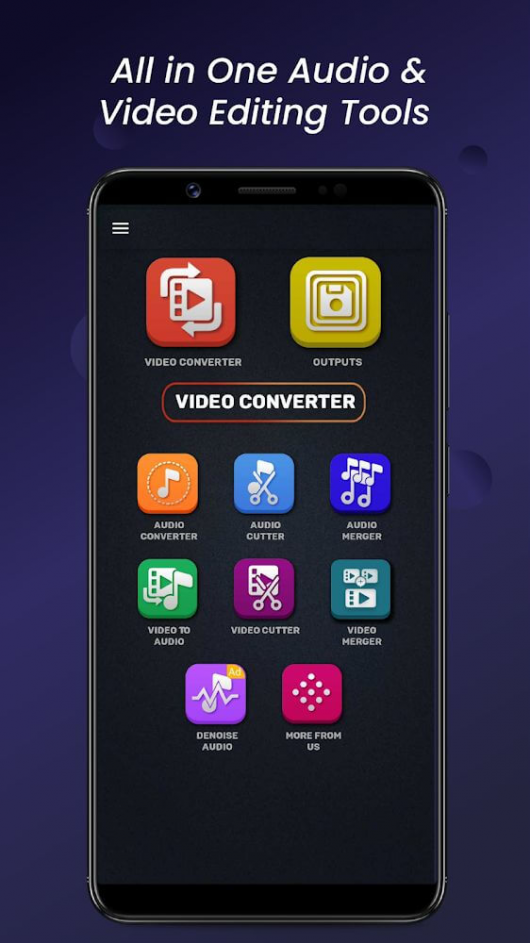 All in One Audio &
Video Editing Tools
VIDEO CONVERTER
OUTPUTS
VIDEO CONVERTER
AUDIO
CONVERTER
AUDIO
CUTTER
AUDIO
MERGER
VIDEO TO
AUDIO
VIDEO CUTTER
VIDEO
MERGER
Ad
DENOISE
AUDIO
MORE FROM
US